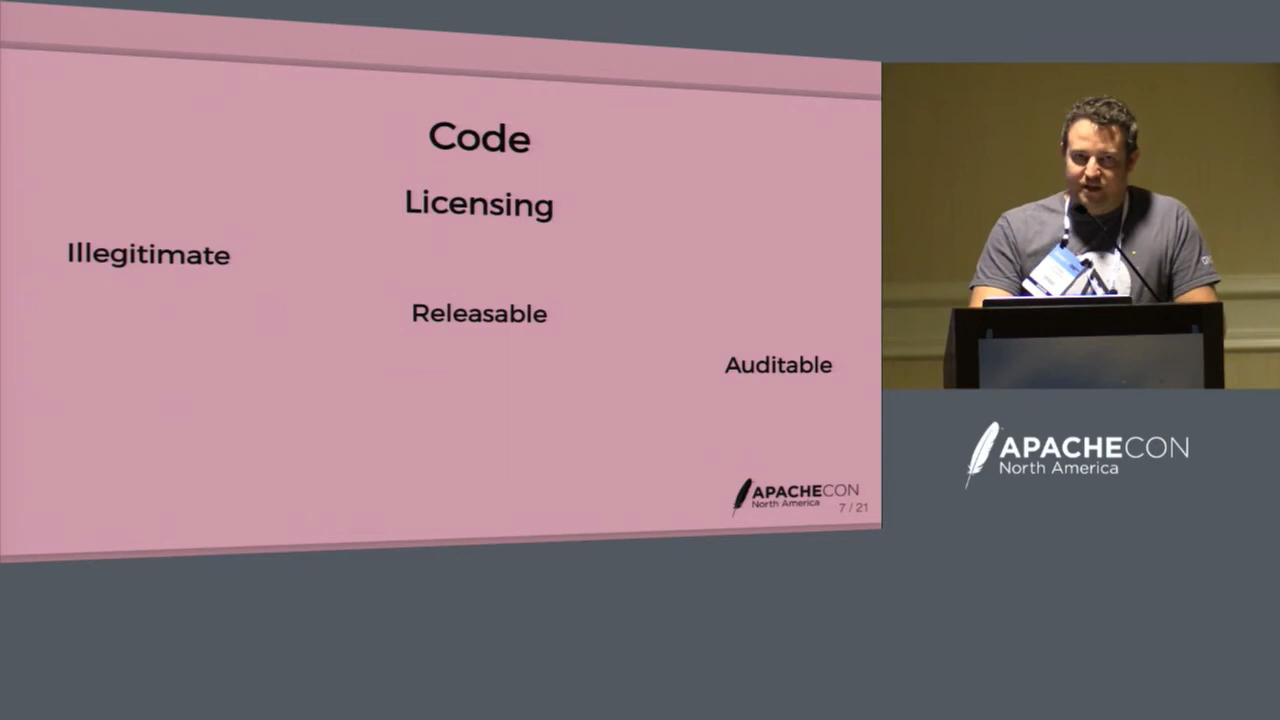 Code
Licensing
Illegitimate
Releasable
Auditable
APACHECON
North America
7 / 21
APACHECON
North America